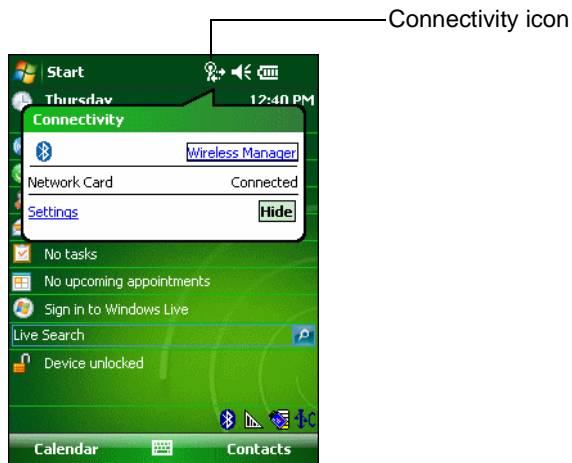 Connectivity icon
Start
Thursday 12:40 PM
Connectivity
Wireless Manager
Network Card Connected
Settings Hide
No tasks
No upcoming appointments
Sign in to Windows Live
Live Search
Device unlocked
Calendar Contacts